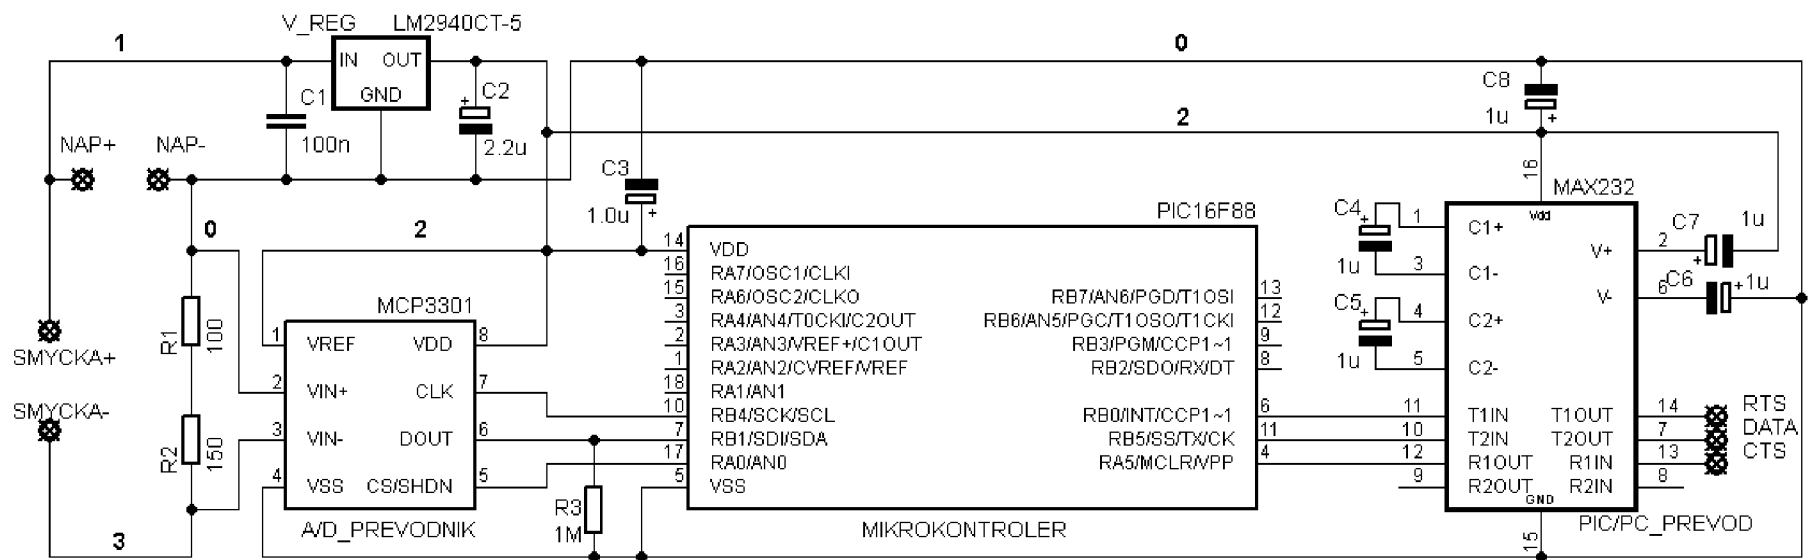 V_REG LM2940CT-5
1
0
IN OUT
GND
C1
100n
C2
+
2.2u
C8
1u
+
2
NAP+ NAP-
C3
1.0u
+
16
MAX232
PIC16F88
0
2
MCP3301
1 VREF VDD 8
2 VIN+ CLK 7
3 VIN- DOUT 6
4 VSS CS/SHDN 5
A/D_PREVODNIK
R1
100
R2
150
SMYCKA+
SMYCKA-
3
R3
1M
14 VDD
16 RA7/OSC1/CLKI
15 RA6/OSC2/CLKO
3 RA4/AN4/T0CKI/C2OUT
2 RA3/AN3/VREF+/C1OUT
1 RA2/AN2/CVREF/VREF
18 RA1/AN1
10 RB4/SCK/SCL
7 RB1/SDI/SDA
17 RA0/AN0
5 VSS
RB7/AN6/PGD/T1OSI 13
RB6/AN5/PGC/T1OSO/T1CKI 12
RB3/PGM/CCP1~1 9
RB2/SDO/RX/DT 8
RB0/INT/CCP1~1 6
RB5/SS/TX/CK 11
RA5/MCLR/VPP 4
MIKROKONTROLER
C4
+
1u
C5
+
1u
Vdd
1 C1+
3 C1-
4 C2+
5 C2-
11 T1IN
10 T2IN
12 R1OUT
9 R2OUT
V+ 2
V- 6
T1OUT 14
T2OUT 7
R1IN 13
R2IN 8
GND
15
C7
+
1u
C6
+
1u
RTS
DATA
CTS
PIC/PC_PREVOD